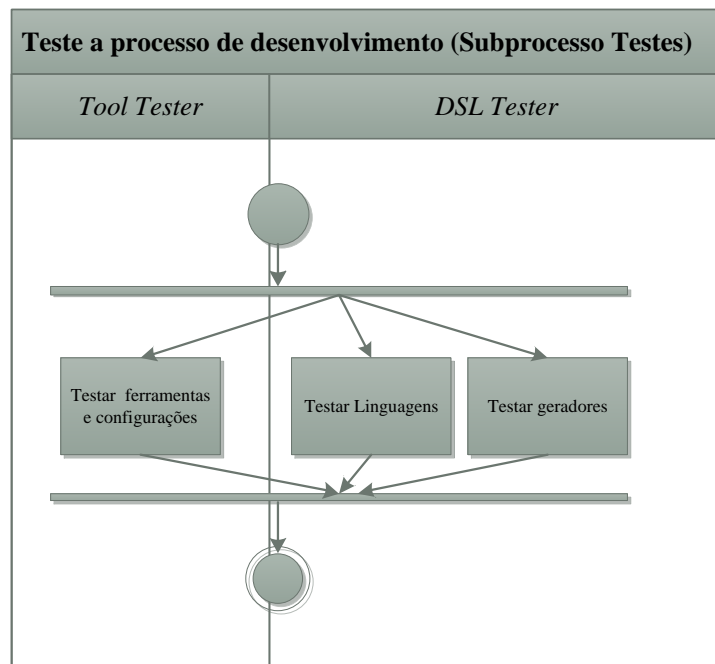 Teste a processo de desenvolvimento (Subprocesso Testes)
Tool Tester
DSL Tester
Testar ferramentas
e configurações
Testar Linguagens
Testar geradores